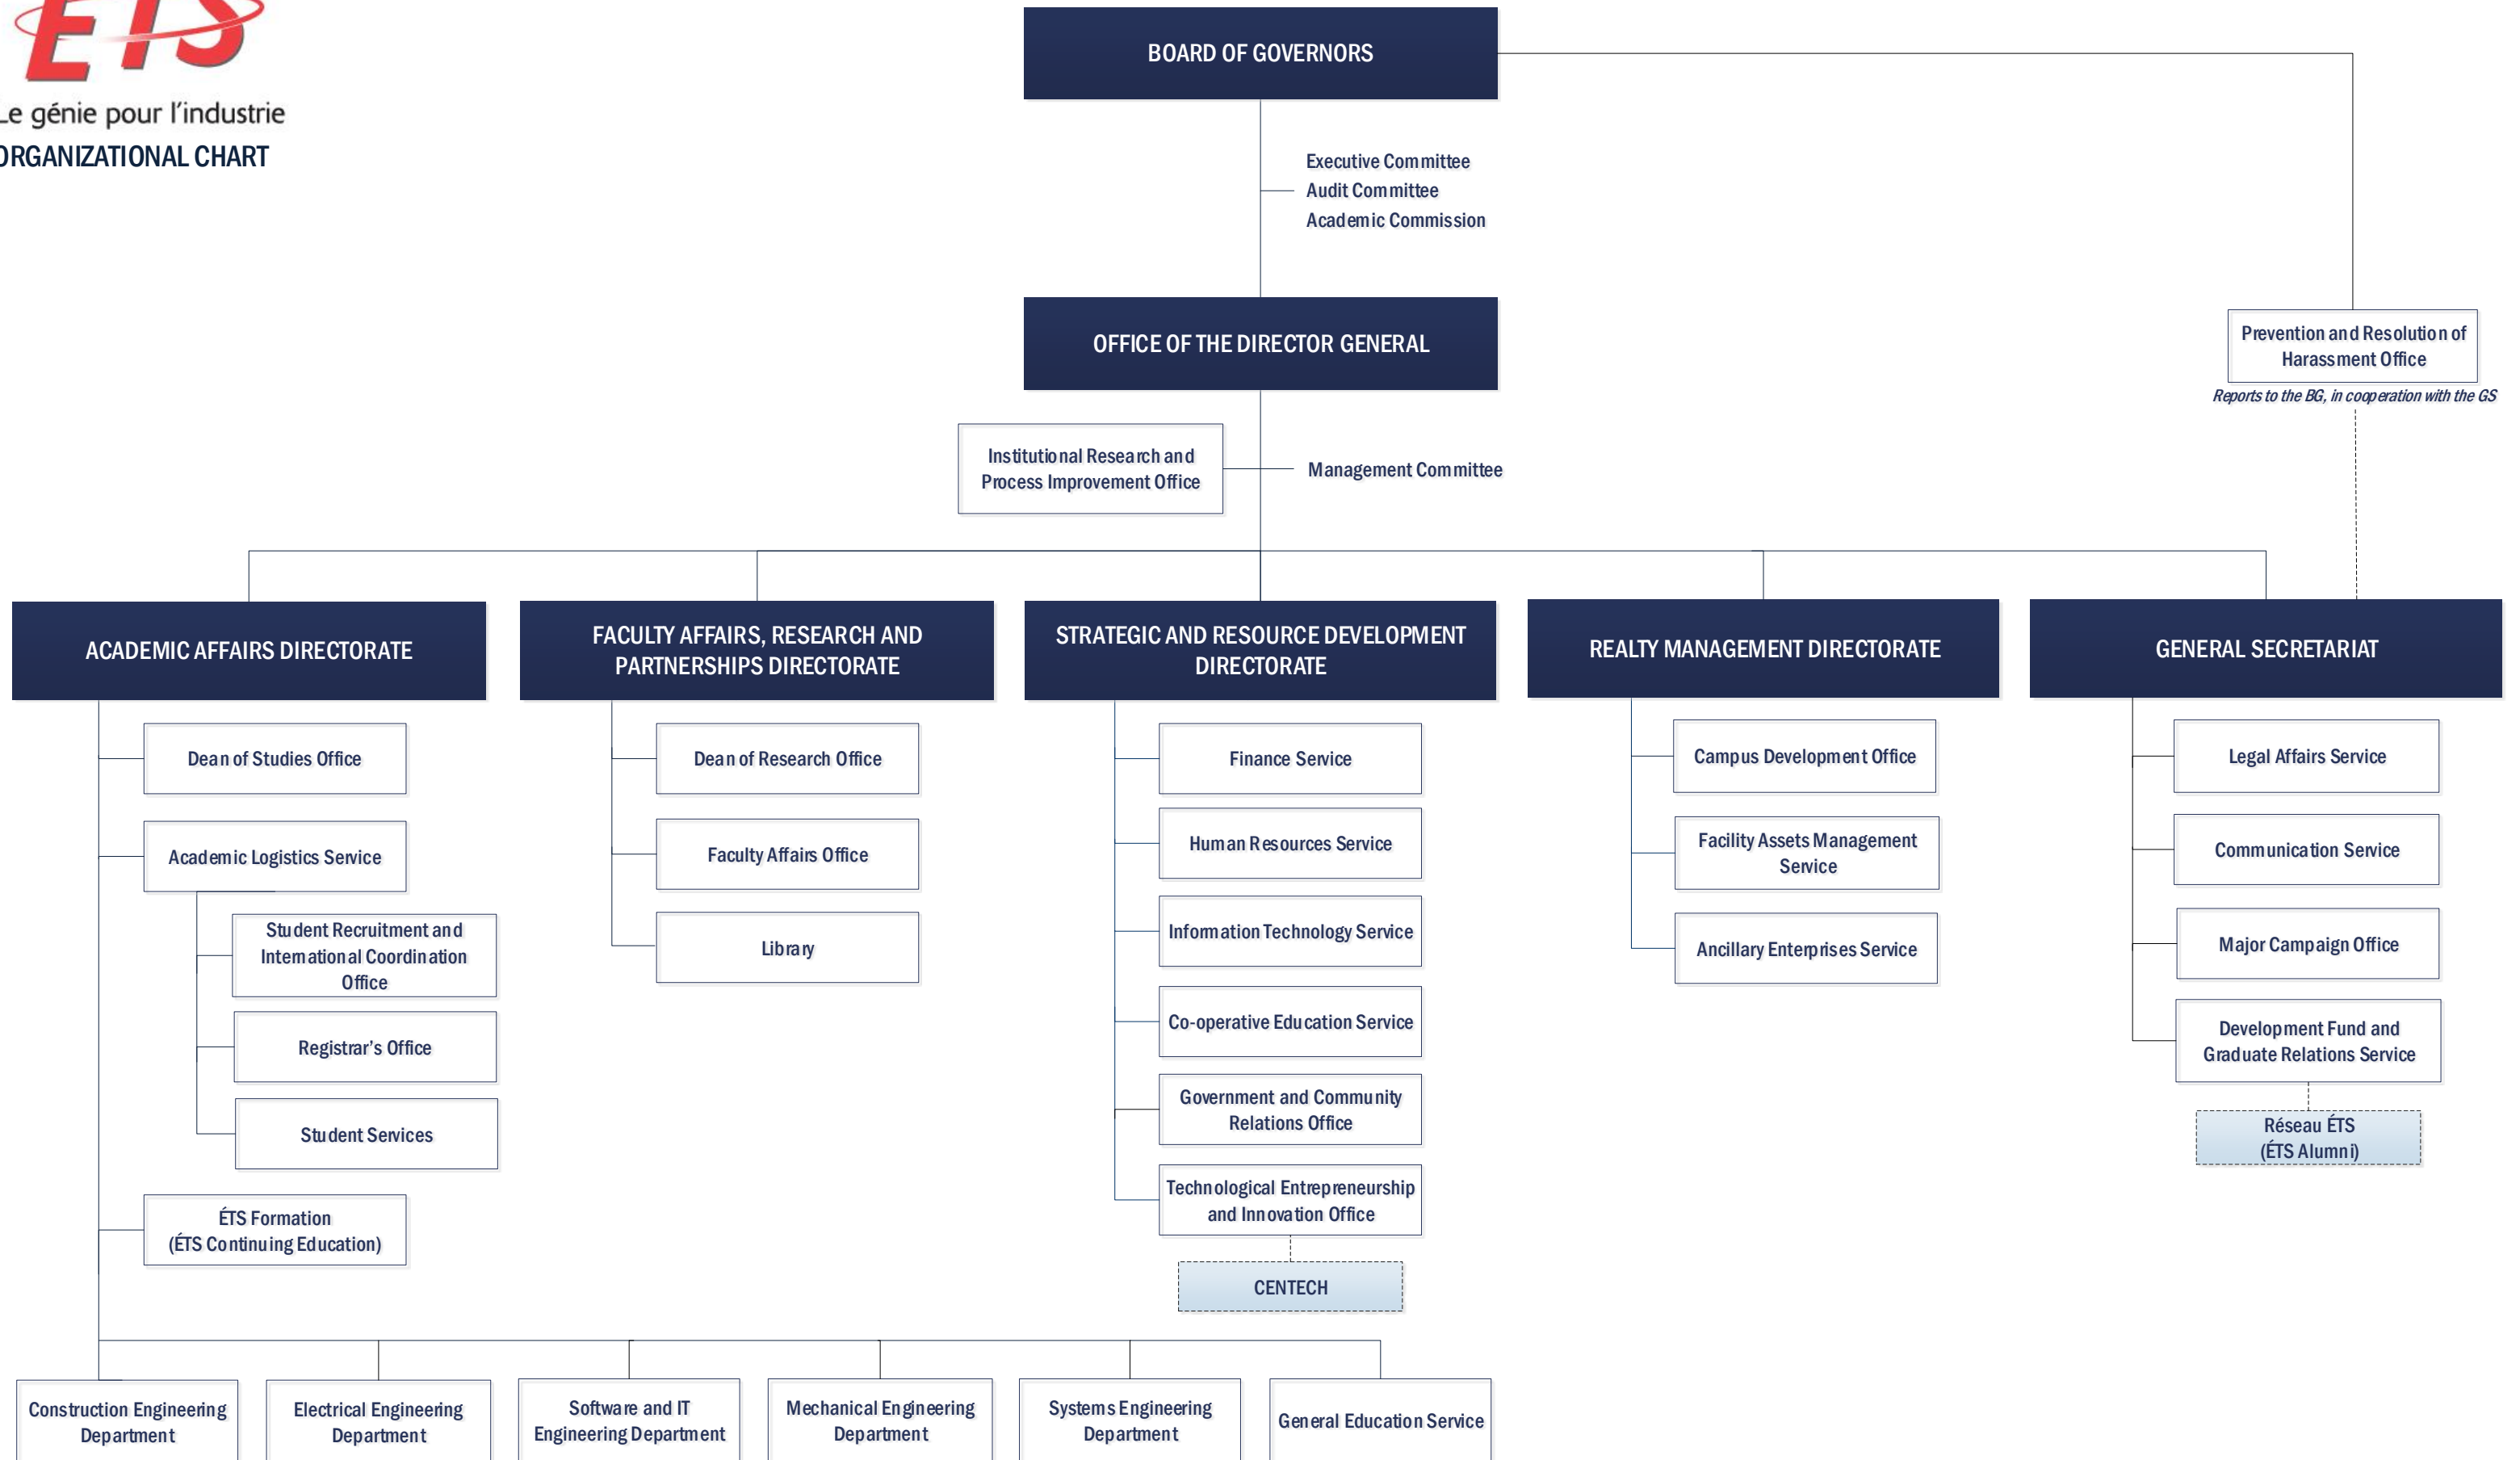 ÉTS
Le génie pour l'industrie
ORGANIZATIONAL CHART
BOARD OF GOVERNORS
Executive Committee
Audit Committee
Academic Commission
OFFICE OF THE DIRECTOR GENERAL
Prevention and Resolution of
Harassment Office
Reports to the BG, in cooperation with the GS
Institutional Research and
Process Improvement Office
Management Committee
ACADEMIC AFFAIRS DIRECTORATE
FACULTY AFFAIRS, RESEARCH AND
PARTNERSHIPS DIRECTORATE
STRATEGIC AND RESOURCE DEVELOPMENT
DIRECTORATE
REALTY MANAGEMENT DIRECTORATE
GENERAL SECRETARIAT
Dean of Studies Office
Academic Logistics Service
Student Recruitment and
International Coordination
Office
Registrar's Office
Student Services
ÉTS Formation
(ÉTS Continuing Education)
Dean of Research Office
Faculty Affairs Office
Library
Finance Service
Human Resources Service
Information Technology Service
Co-operative Education Service
Government and Community
Relations Office
Technological Entrepreneurship
and Innovation Office
CENTECH
Campus Development Office
Facility Assets Management
Service
Ancillary Enterprises Service
Legal Affairs Service
Communication Service
Major Campaign Office
Development Fund and
Graduate Relations Service
Réseau ÉTS
(ÉTS Alumni)
Construction Engineering
Department
Electrical Engineering
Department
Software and IT
Engineering Department
Mechanical Engineering
Department
Systems Engineering
Department
General Education Service